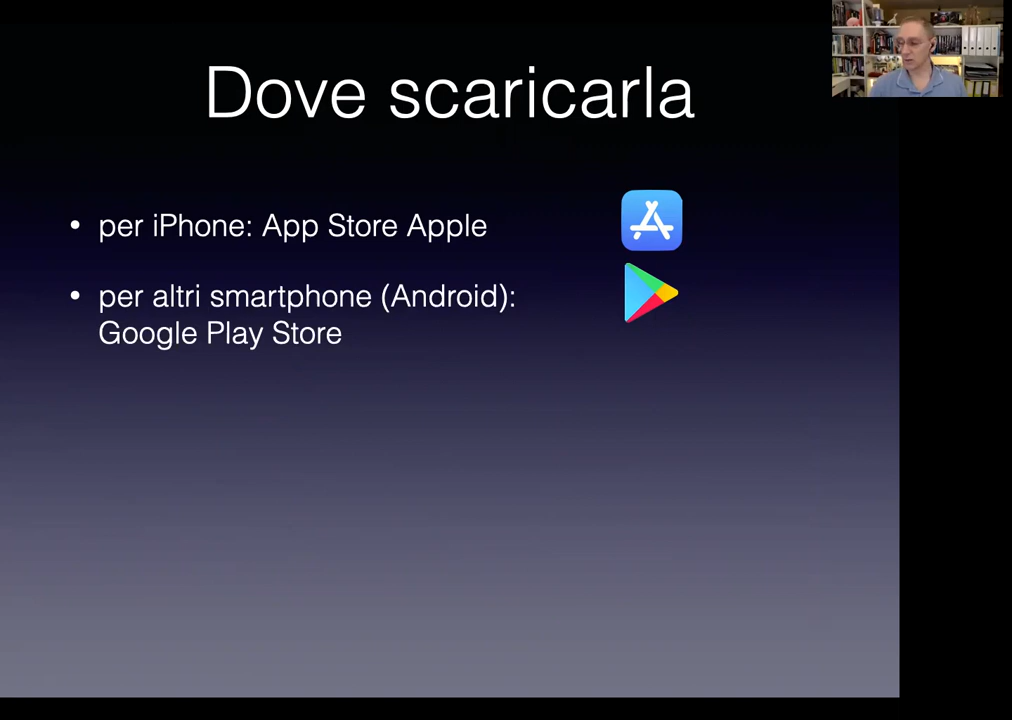 Dove scaricarla
• per iPhone: App Store Apple
• per altri smartphone (Android):
Google Play Store